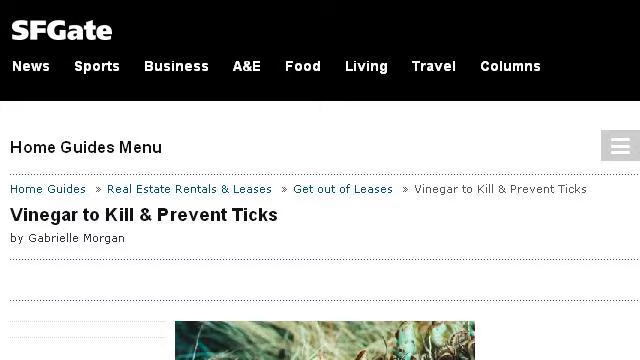 SFGate
News Sports Business A&E Food Living Travel Columns
Home Guides Menu
Home Guides » Real Estate Rentals & Leases » Get out of Leases » Vinegar to Kill & Prevent Ticks
Vinegar to Kill & Prevent Ticks
by Gabrielle Morgan